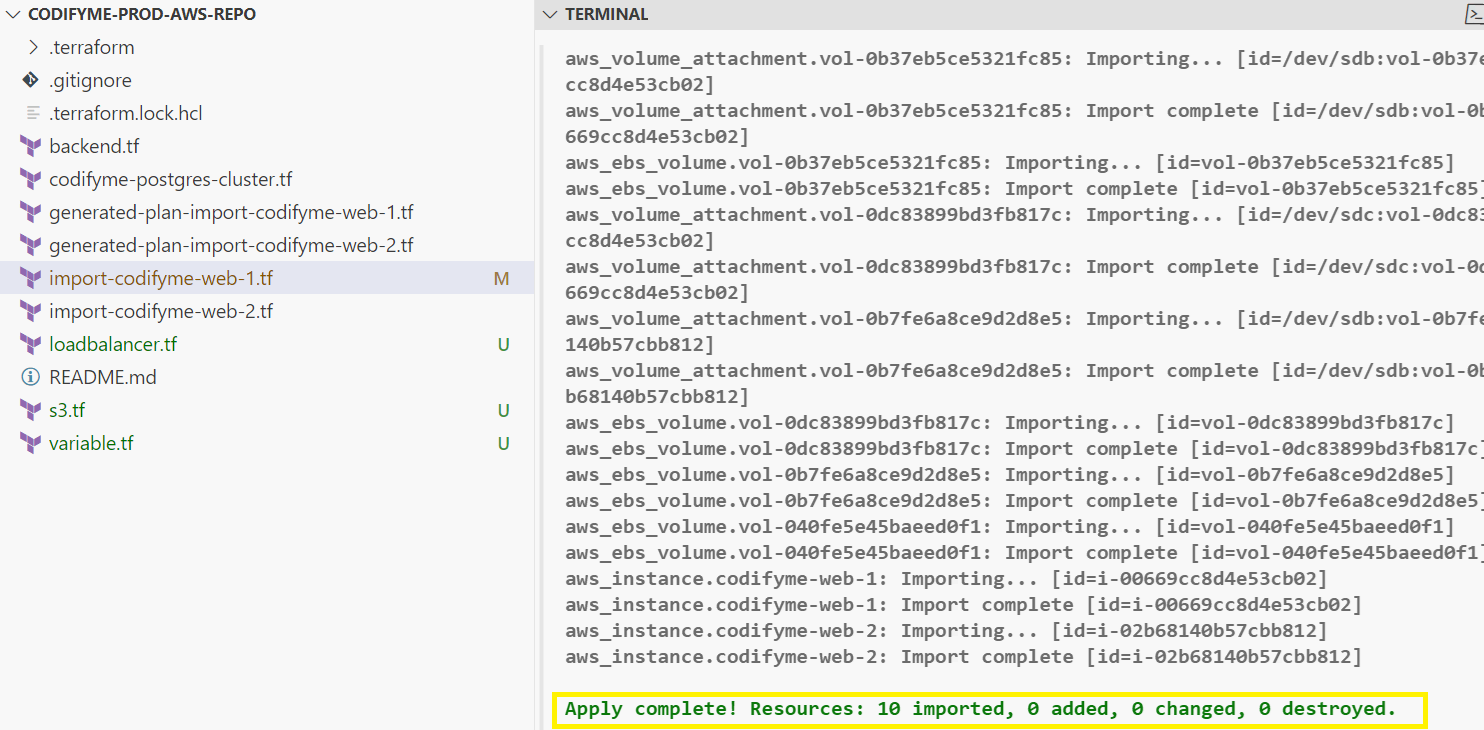 CODIFYME-PROD-AWS-REPO
.terraform
.gitignore
.terraform.lock.hcl
backend.tf
codifyme-postgres-cluster.tf
generated-plan-import-codifyme-web-1.tf
generated-plan-import-codifyme-web-2.tf
import-codifyme-web-1.tf M
import-codifyme-web-2.tf
loadbalancer.tf U
README.md
s3.tf U
variable.tf U
TERMINAL
aws_volume_attachment.vol-0b37eb5ce5321fc85: Importing... [id=/dev/sdb:vol-0b37e
cc8d4e53cb02]
aws_volume_attachment.vol-0b37eb5ce5321fc85: Import complete [id=/dev/sdb:vol-0b
669cc8d4e53cb02]
aws_ebs_volume.vol-0b37eb5ce5321fc85: Importing... [id=vol-0b37eb5ce5321fc85]
aws_ebs_volume.vol-0b37eb5ce5321fc85: Import complete [id=vol-0b37eb5ce5321fc85]
aws_volume_attachment.vol-0dc83899bd3fb817c: Importing... [id=/dev/sdc:vol-0dc83
cc8d4e53cb02]
aws_volume_attachment.vol-0dc83899bd3fb817c: Import complete [id=/dev/sdc:vol-0d
669cc8d4e53cb02]
aws_volume_attachment.vol-0b7fe6a8ce9d2d8e5: Importing... [id=/dev/sdb:vol-0b7fe
140b57cbb812]
aws_volume_attachment.vol-0b7fe6a8ce9d2d8e5: Import complete [id=/dev/sdb:vol-0b
b68140b57cbb812]
aws_ebs_volume.vol-0dc83899bd3fb817c: Importing... [id=vol-0dc83899bd3fb817c]
aws_ebs_volume.vol-0dc83899bd3fb817c: Import complete [id=vol-0dc83899bd3fb817c]
aws_ebs_volume.vol-0b7fe6a8ce9d2d8e5: Importing... [id=vol-0b7fe6a8ce9d2d8e5]
aws_ebs_volume.vol-0b7fe6a8ce9d2d8e5: Import complete [id=vol-0b7fe6a8ce9d2d8e5]
aws_ebs_volume.vol-040fe5e45baeed0f1: Importing... [id=vol-040fe5e45baeed0f1]
aws_ebs_volume.vol-040fe5e45baeed0f1: Import complete [id=vol-040fe5e45baeed0f1]
aws_instance.codifyme-web-1: Importing... [id=i-00669cc8d4e53cb02]
aws_instance.codifyme-web-1: Import complete [id=i-00669cc8d4e53cb02]
aws_instance.codifyme-web-2: Importing... [id=i-02b68140b57cbb812]
aws_instance.codifyme-web-2: Import complete [id=i-02b68140b57cbb812]
Apply complete! Resources: 10 imported, 0 added, 0 changed, 0 destroyed.